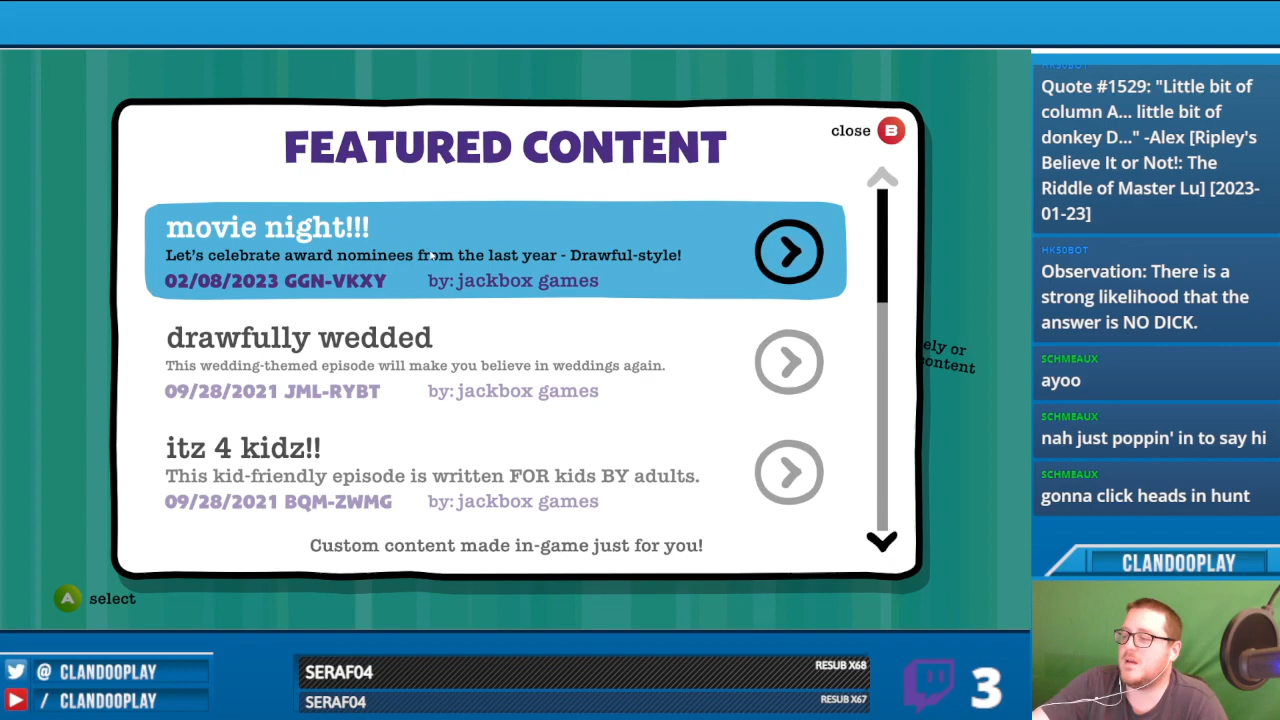 FEATURED CONTENT
close B
movie night!!!
Let's celebrate award nominees from the last year - Drawful-style!
02/08/2023 GGN-VKXY by: jackbox games
drawfully wedded
This wedding-themed episode will make you believe in weddings again.
09/28/2021 JML-RYBT by: jackbox games
itz 4 kidz!!
This kid-friendly episode is written FOR kids BY adults.
09/28/2021 BQM-ZWMG by: jackbox games
Custom content made in-game just for you!
ely or
content
A select
HK50BOT
Quote #1529: "Little bit of
column A... little bit of
donkey D..." -Alex [Ripley's
Believe It or Not!: The
Riddle of Master Lu] [2023-
01-23]
HK50BOT
Observation: There is a
strong likelihood that the
answer is NO DICK.
SCHMEAUX
ayoo
SCHMEAUX
nah just poppin' in to say hi
SCHMEAUX
gonna click heads in hunt
CLANDOOPLAY
@ CLANDOOPLAY
/ CLANDOOPLAY
SERAF04 RESUB X68
SERAF04 RESUB X67
3